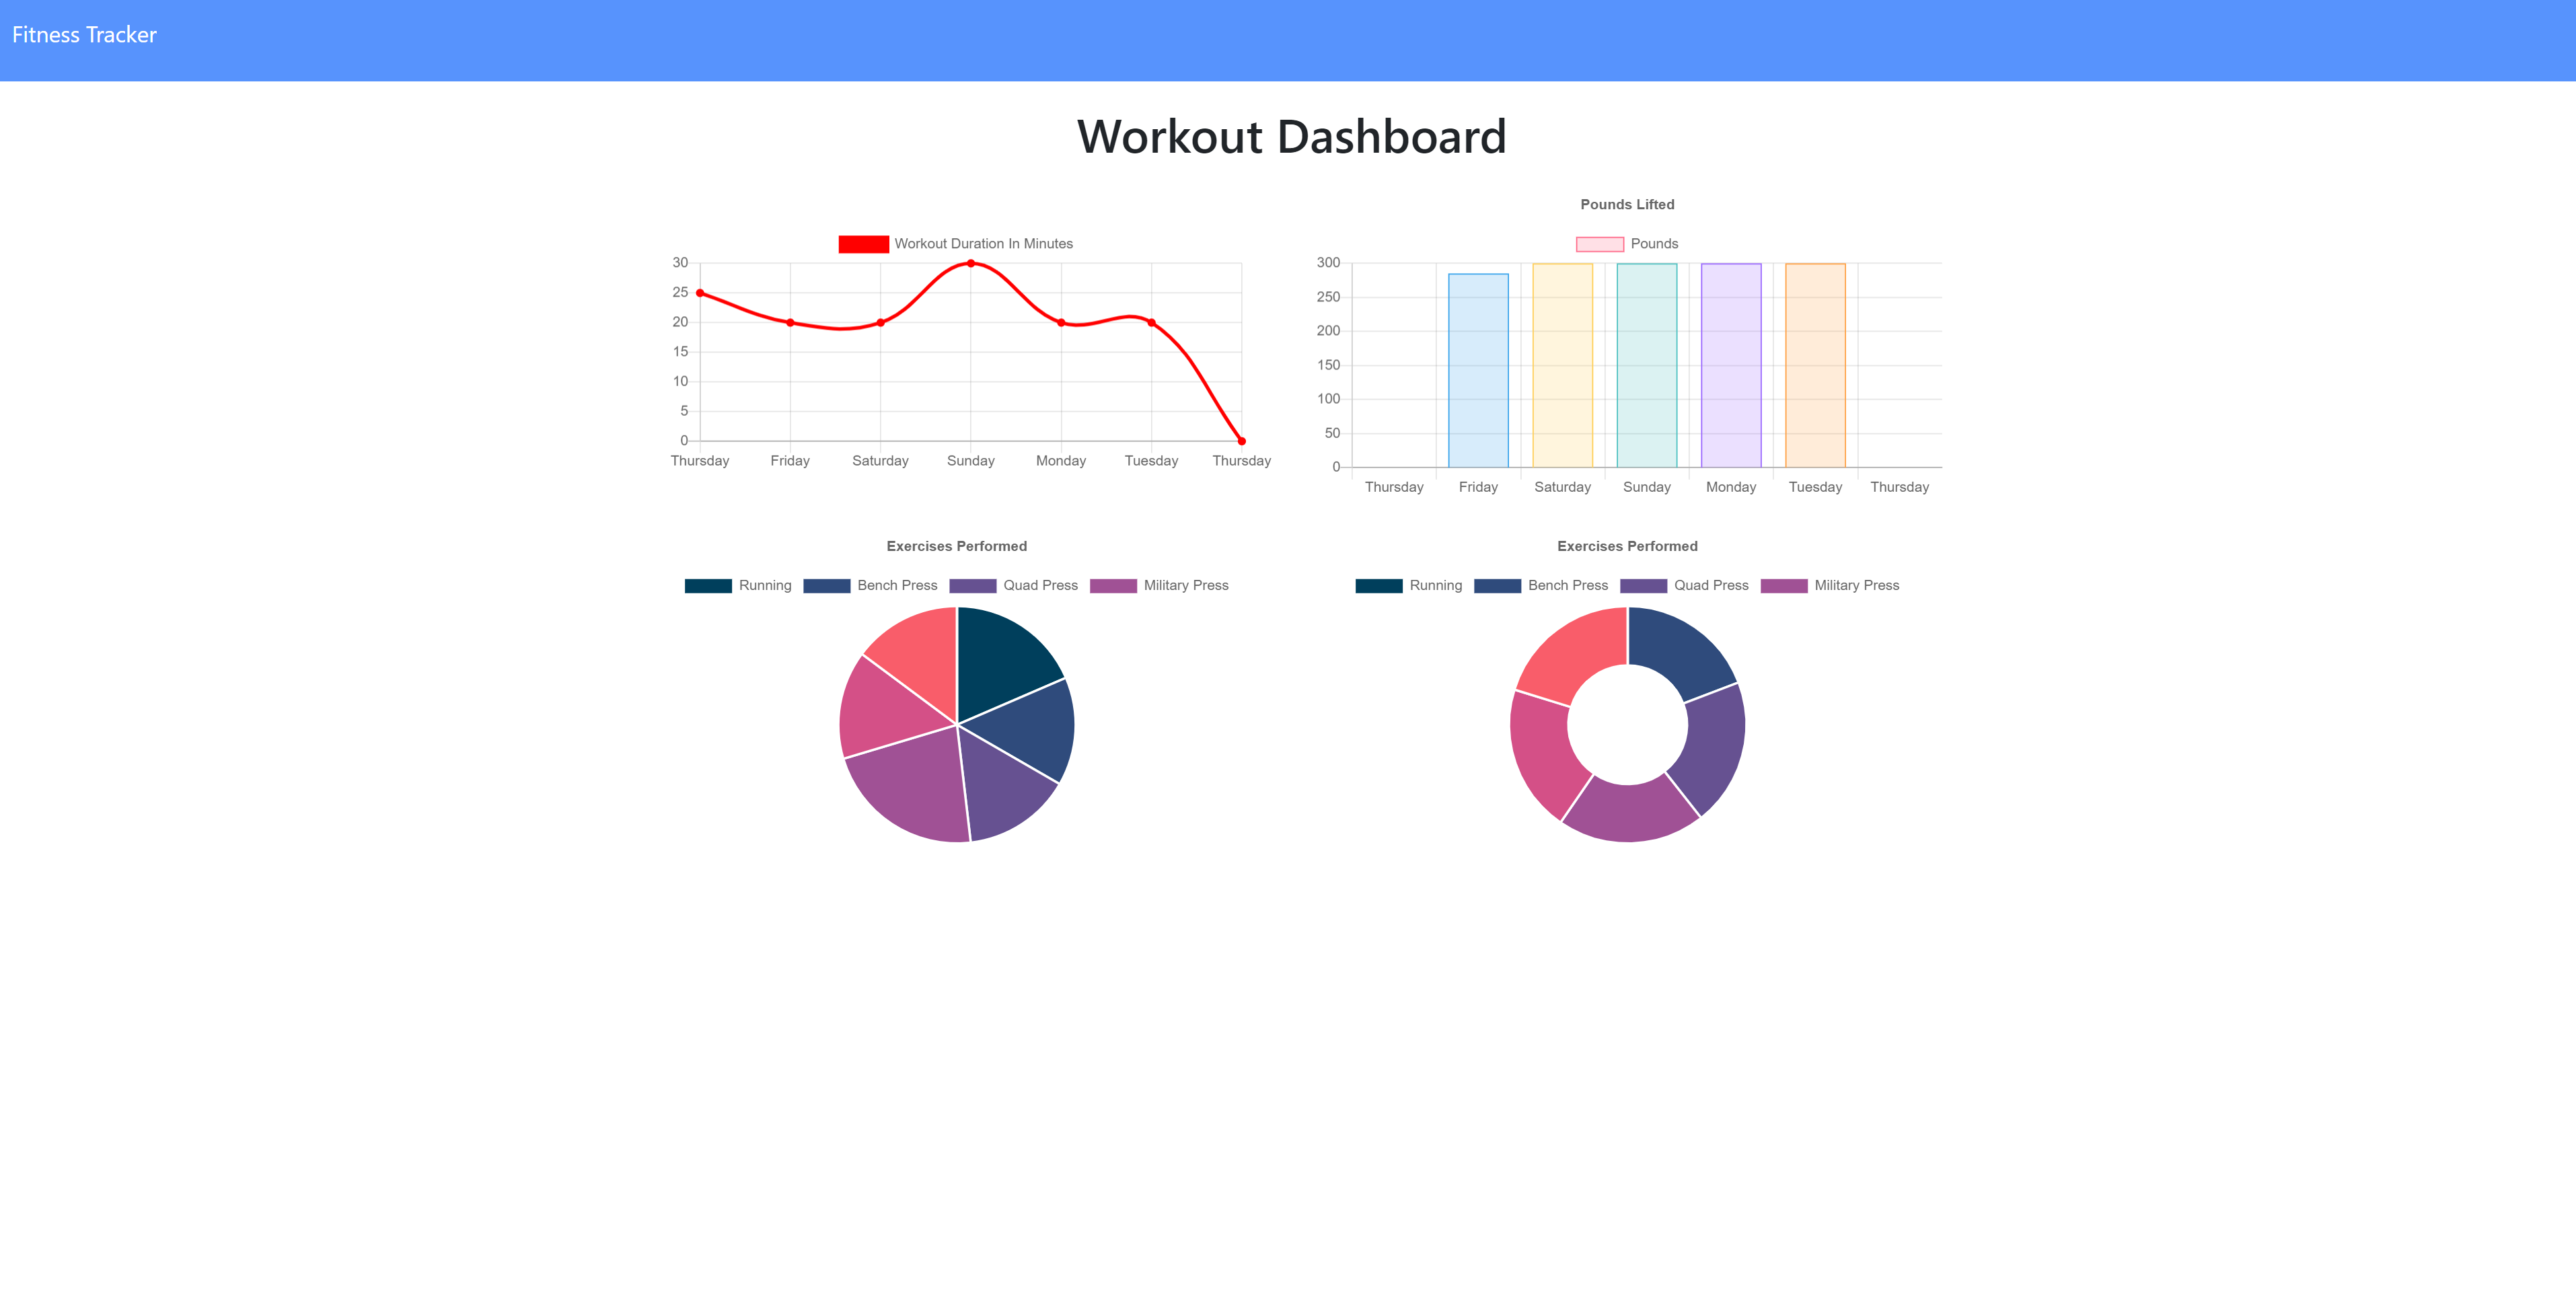 Fitness Tracker
Workout Dashboard
Workout Duration In Minutes
30
25
20
15
10
5
0
Thursday Friday Saturday Sunday Monday Tuesday Thursday
Pounds Lifted
Pounds
300
250
200
150
100
50
0
Thursday Friday Saturday Sunday Monday Tuesday Thursday
Exercises Performed
Running Bench Press Quad Press Military Press
Exercises Performed
Running Bench Press Quad Press Military Press